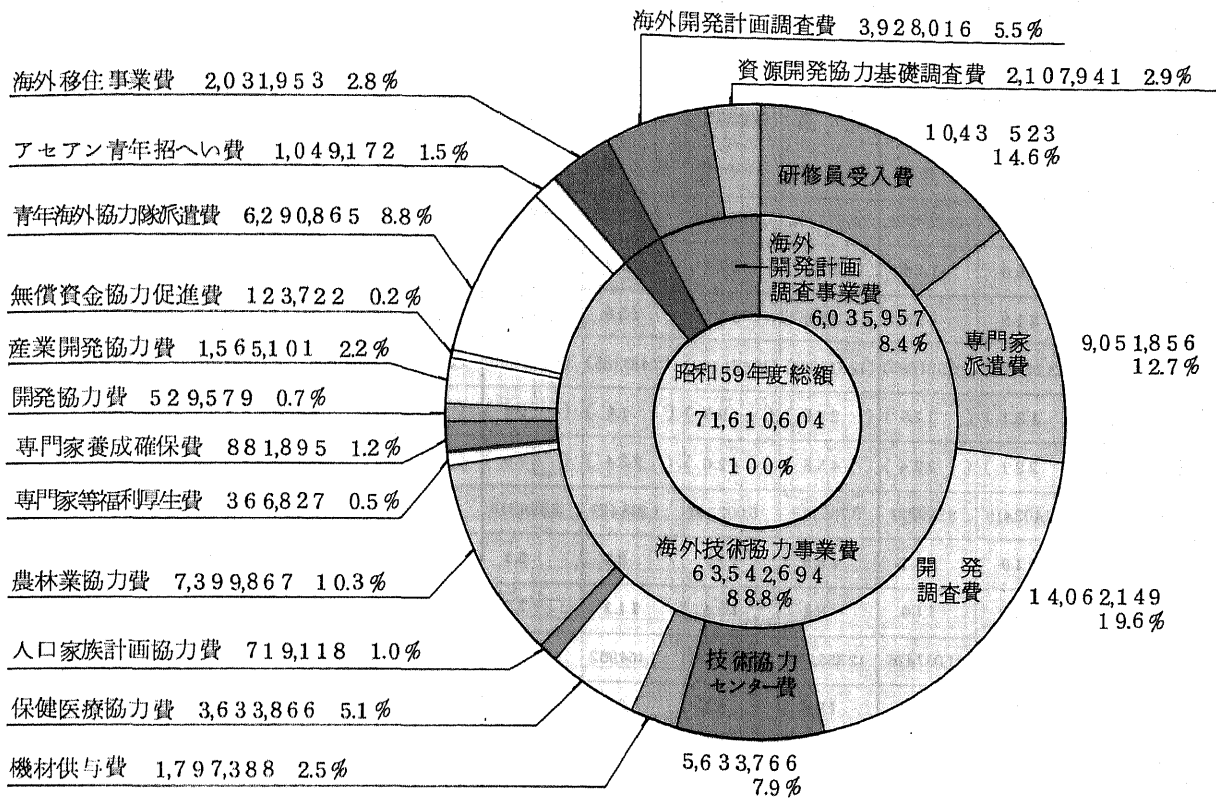 海外開発計画調査費 3,928,016 5.5%
資源開発協力基礎調査費 2,107,941 2.9%
海外移住事業費 2,031,953 2.8%
アセアン青年招へい費 1,049,172 1.5%
青年海外協力隊派遣費 6,290,865 8.8%
無償資金協力促進費 123,722 0.2%
産業開発協力費 1,565,101 2.2%
開発協力費 529,579 0.7%
専門家養成確保費 881,895 1.2%
専門家等福利厚生費 366,827 0.5%
農林業協力費 7,399,867 10.3%
人口家族計画協力費 719,118 1.0%
保健医療協力費 3,633,866 5.1%
機材供与費 1,797,388 2.5%
10,43 523
14.6%
研修員受入費
海外
開発計画
調査事業費
6,035,957
8.4%
専門家
派遣費
9,051,856
12.7%
昭和59年度総額
71,610,604
100%
海外技術協力事業費
63,542,694
88.8%
開発
調査費
14,062,149
19.6%
技術協力
センター費
5,633,766
7.9%